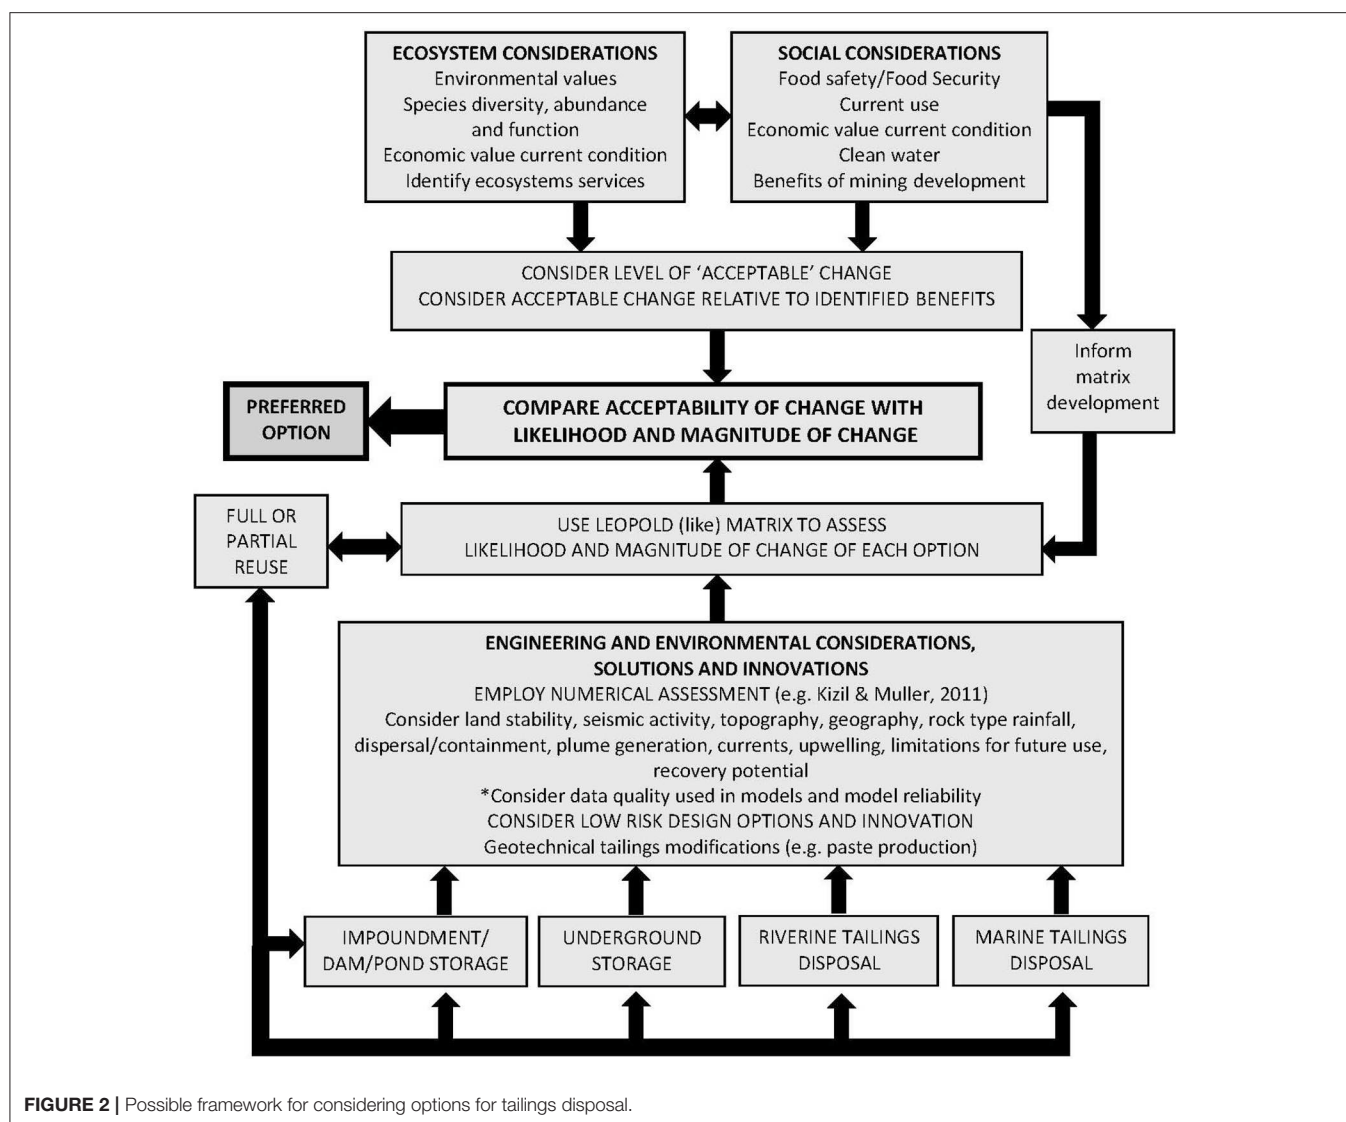 ECOSYSTEM CONSIDERATIONS
Environmental values
Species diversity, abundance
and function
Economic value current condition
Identify ecosystems services
SOCIAL CONSIDERATIONS
Food safety/Food Security
Current use
Economic value current condition
Clean water
Benefits of mining development
CONSIDER LEVEL OF ‘ACCEPTABLE’ CHANGE
CONSIDER ACCEPTABLE CHANGE RELATIVE TO IDENTIFIED BENEFITS
Inform
matrix
development
PREFERRED
OPTION
COMPARE ACCEPTABILITY OF CHANGE WITH
LIKELIHOOD AND MAGNITUDE OF CHANGE
FULL OR
PARTIAL
REUSE
USE LEOPOLD (like) MATRIX TO ASSESS
LIKELIHOOD AND MAGNITUDE OF CHANGE OF EACH OPTION
ENGINEERING AND ENVIRONMENTAL CONSIDERATIONS,
SOLUTIONS AND INNOVATIONS
EMPLOY NUMERICAL ASSESSMENT (e.g. Kizil & Muller, 2011)
Consider land stability, seismic activity, topography, geography, rock type rainfall,
dispersal/containment, plume generation, currents, upwelling, limitations for future use,
recovery potential
*Consider data quality used in models and model reliability
CONSIDER LOW RISK DESIGN OPTIONS AND INNOVATION
Geotechnical tailings modifications (e.g. paste production)
IMPOUNDMENT/
DAM/POND STORAGE
UNDERGROUND
STORAGE
RIVERINE TAILINGS
DISPOSAL
MARINE TAILINGS
DISPOSAL
FIGURE 2 | Possible framework for considering options for tailings disposal.